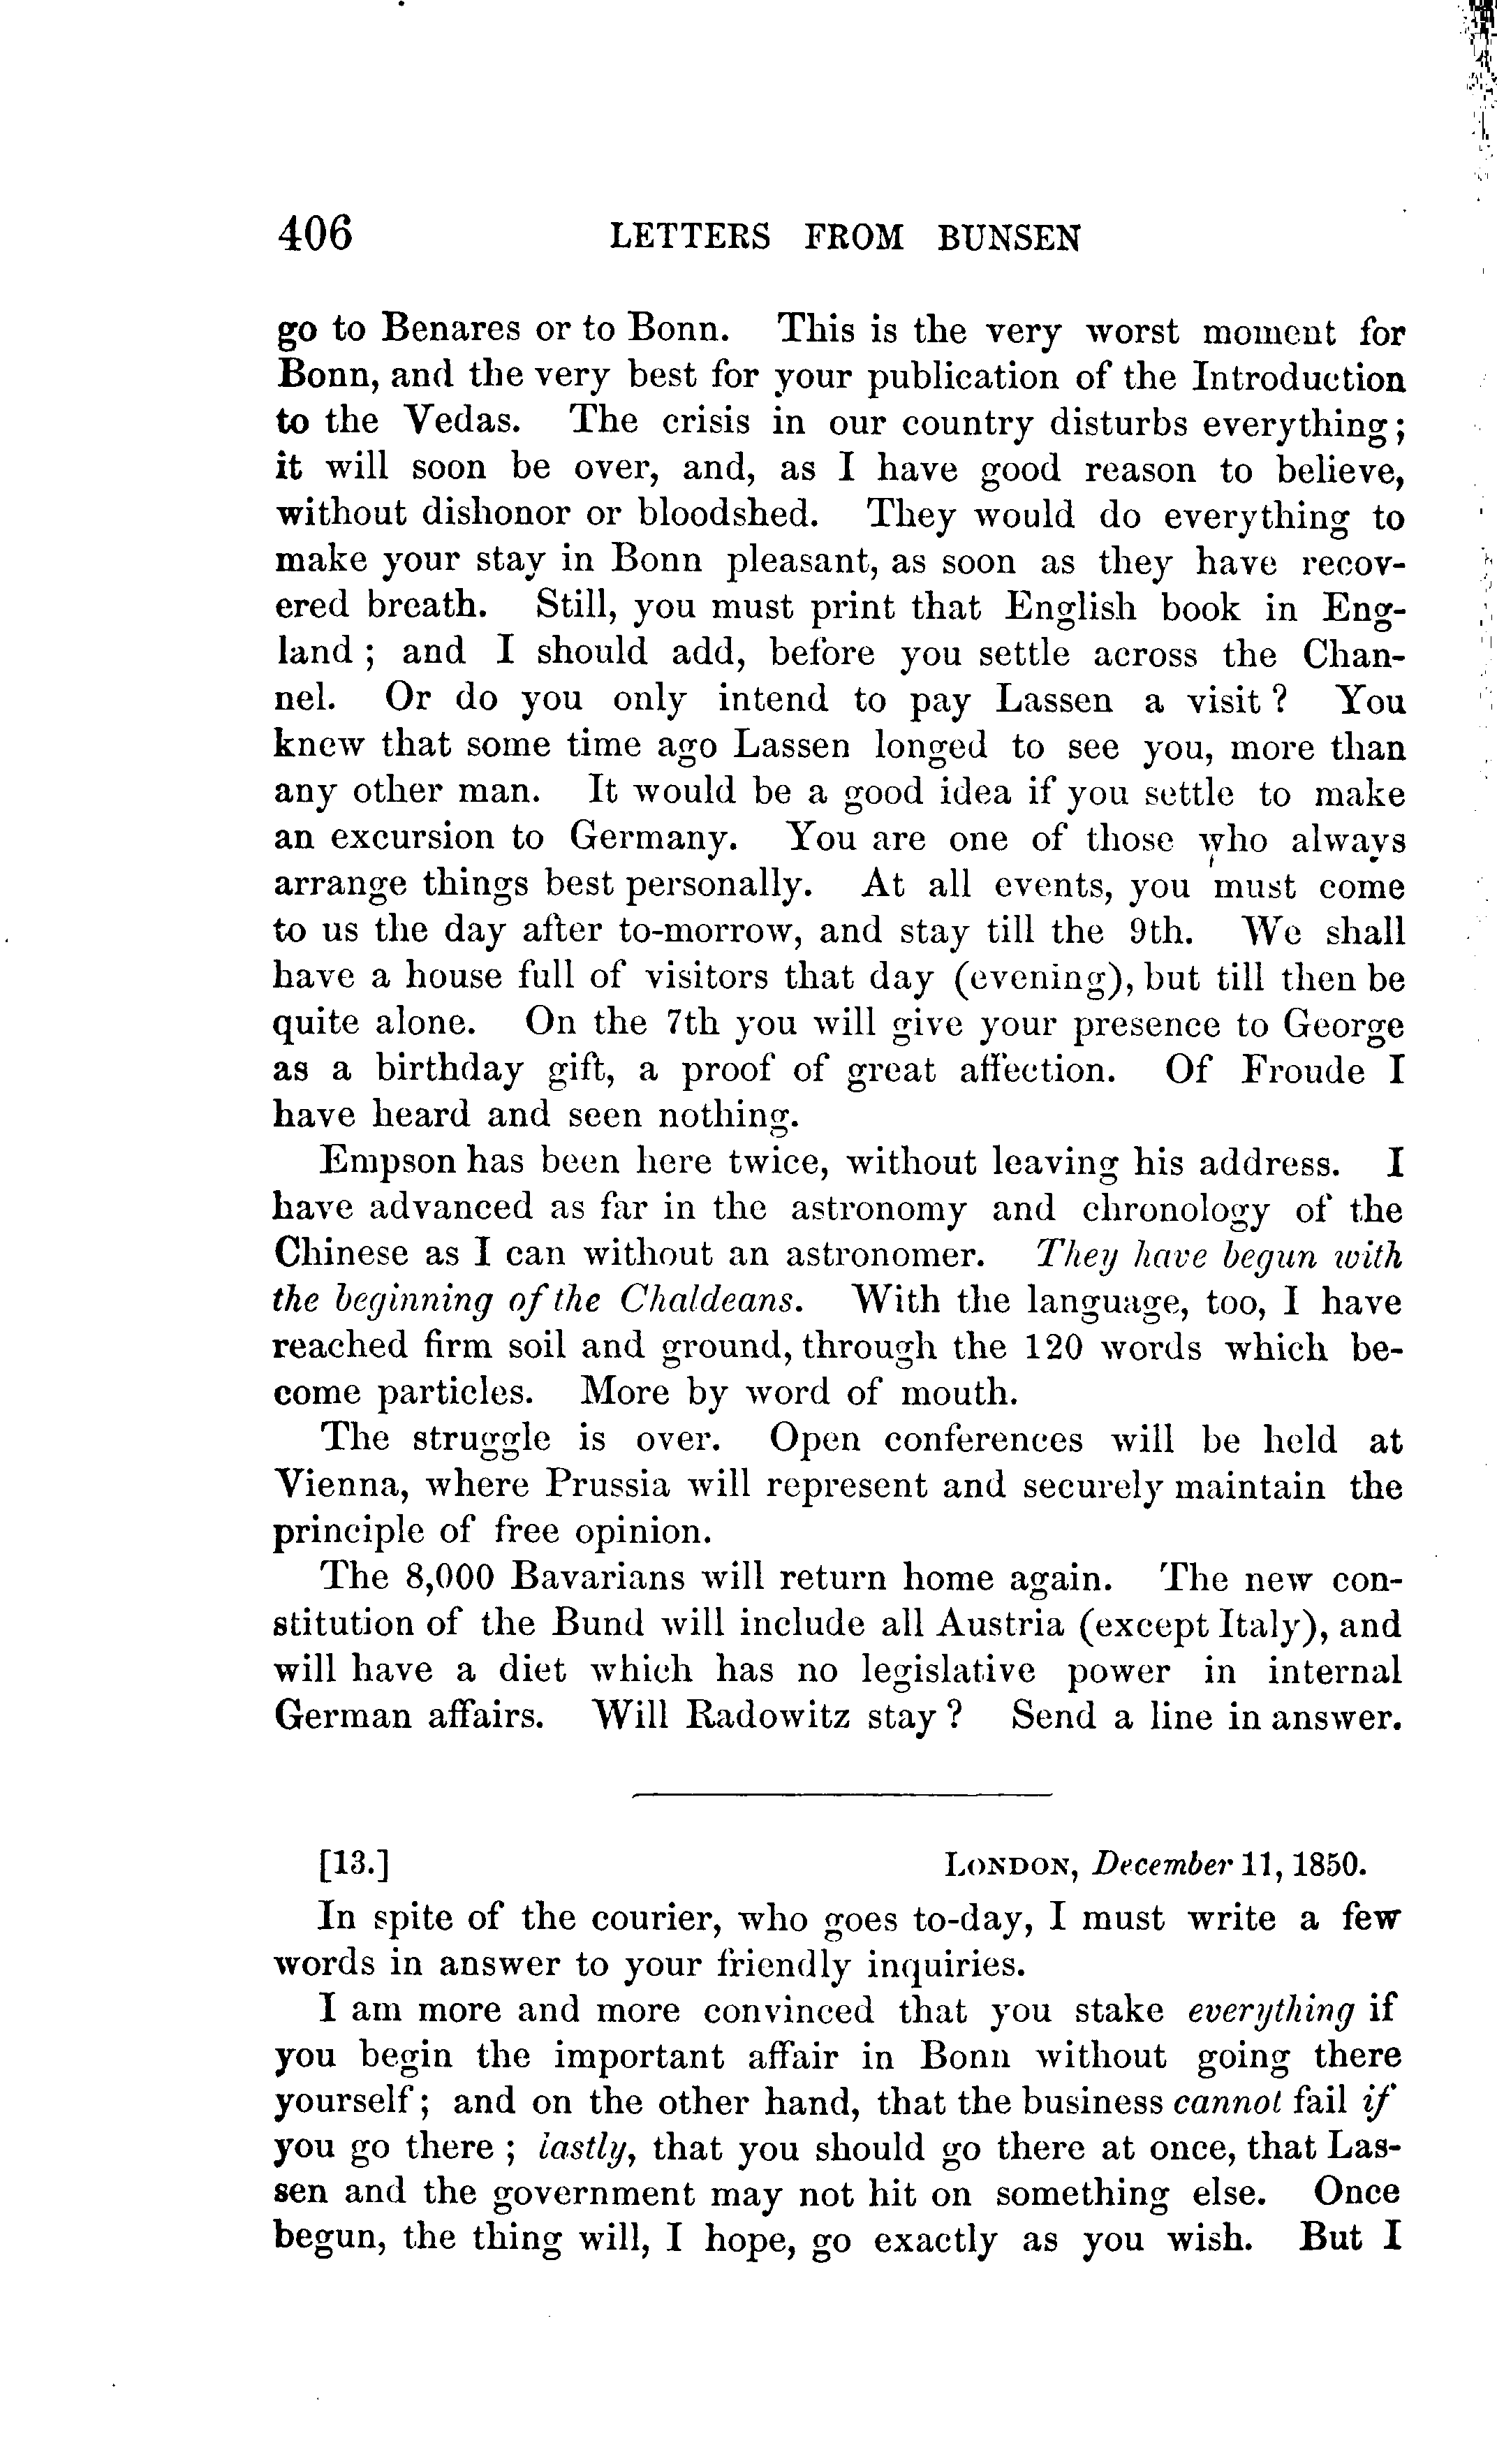 406 LETTERS FROM BUNSEN
go to Benares or to Bonn. This is the very worst moment for
Bonn, and the very best for your publication of the Introduction
to the Vedas. The crisis in our country disturbs everything;
it will soon be over, and, as I have good reason to believe,
without dishonor or bloodshed. They would do everything to
make your stay in Bonn pleasant, as soon as they have recov-
ered breath. Still, you must print that English book in Eng-
land; and I should add, before you settle across the Chan-
nel. Or do you only intend to pay Lassen a visit? You
knew that some time ago Lassen longed to see you, more than
any other man. It would be a good idea if you settle to make
an excursion to Germany. You are one of those who always
arrange things best personally. At all events, you must come
to us the day after to-morrow, and stay till the 9th. We shall
have a house full of visitors that day (evening), but till then be
quite alone. On the 7th you will give your presence to George
as a birthday gift, a proof of great affection. Of Froude I
have heard and seen nothing.
Empson has been here twice, without leaving his address. I
have advanced as far in the astronomy and chronology of the
Chinese as I can without an astronomer. They have begun with
the beginning of the Chaldeans. With the language, too, I have
reached firm soil and ground, through the 120 words which be-
come particles. More by word of mouth.
The struggle is over. Open conferences will be held at
Vienna, where Prussia will represent and securely maintain the
principle of free opinion.
The 8,000 Bavarians will return home again. The new con-
stitution of the Bund will include all Austria (except Italy), and
will have a diet which has no legislative power in internal
German affairs. Will Radowitz stay? Send a line in answer.
[13.] LONDON, December 11, 1850.
In spite of the courier, who goes to-day, I must write a few
words in answer to your friendly inquiries.
I am more and more convinced that you stake everything if
you begin the important affair in Bonn without going there
yourself; and on the other hand, that the business cannot fail if
you go there; lastly, that you should go there at once, that Las-
sen and the government may not hit on something else. Once
begun, the thing will, I hope, go exactly as you wish. But I